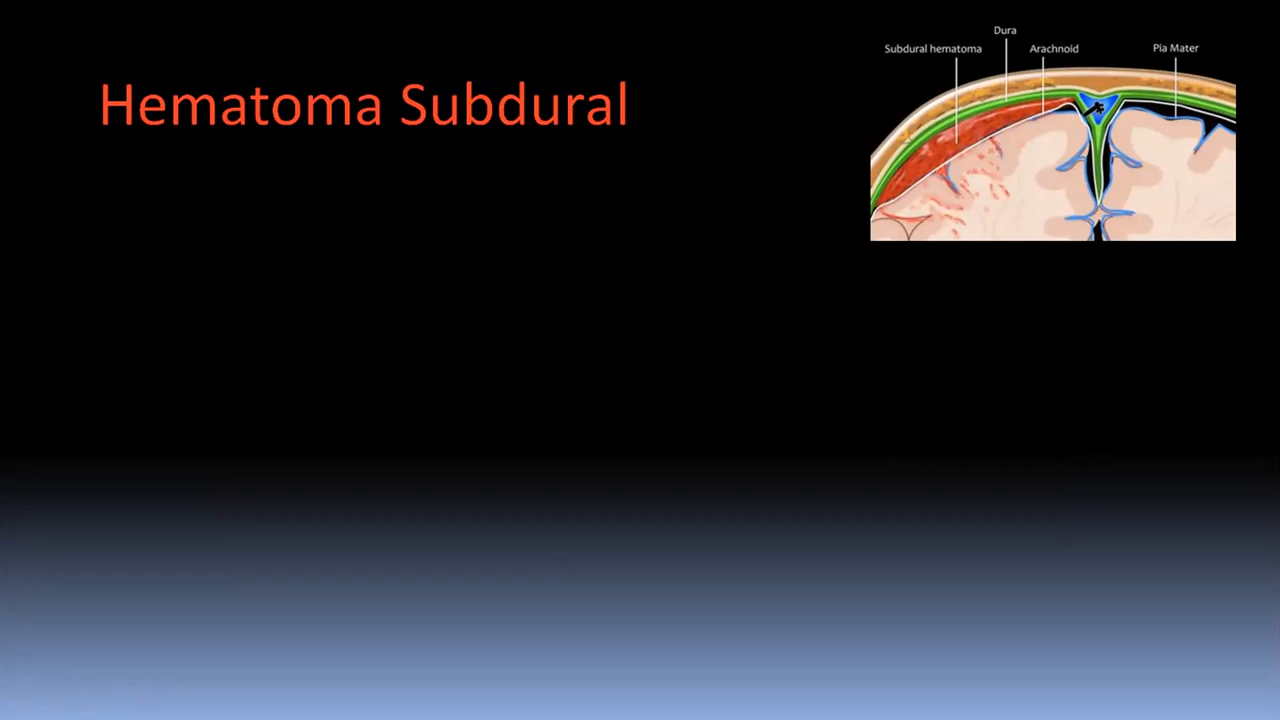 Hematoma Subdural
Dura
Subdural hematoma
Arachnoid
Pia Mater